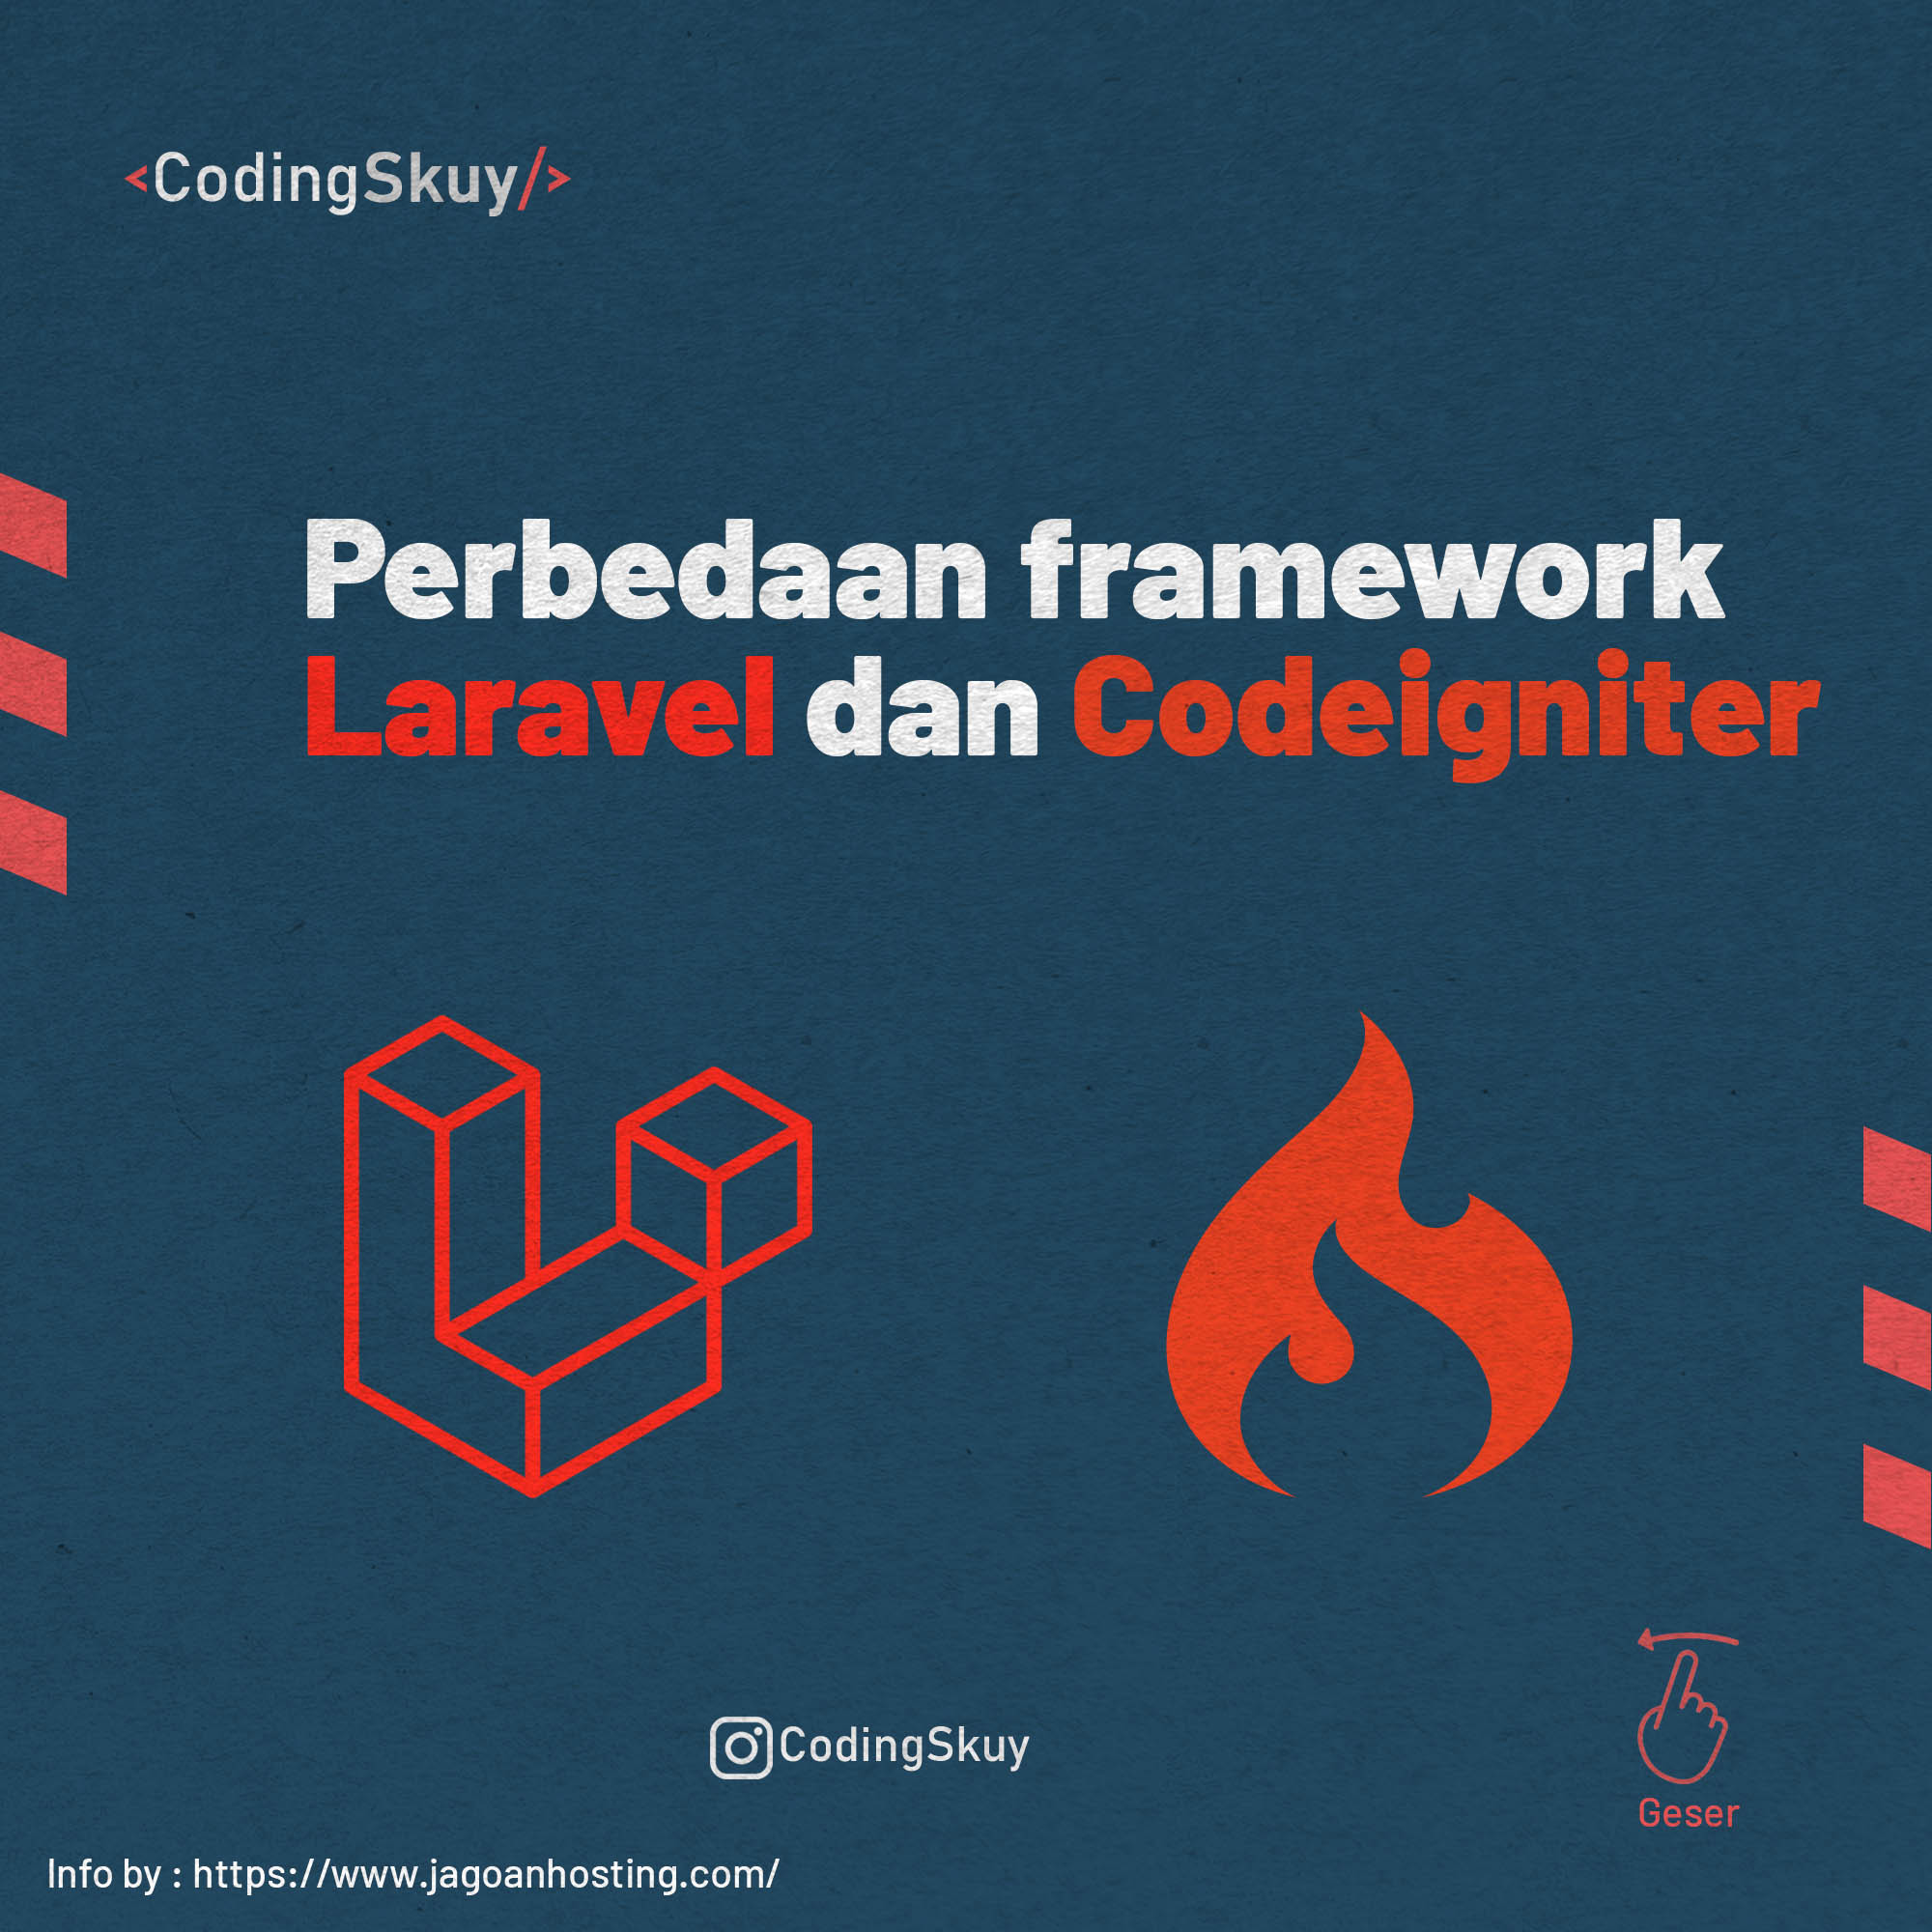 <CodingSkuy/>
Perbedaan framework
Laravel dan Codeigniter
CodingSkuy
Geser
Info by : https://www.jagoanhosting.com/